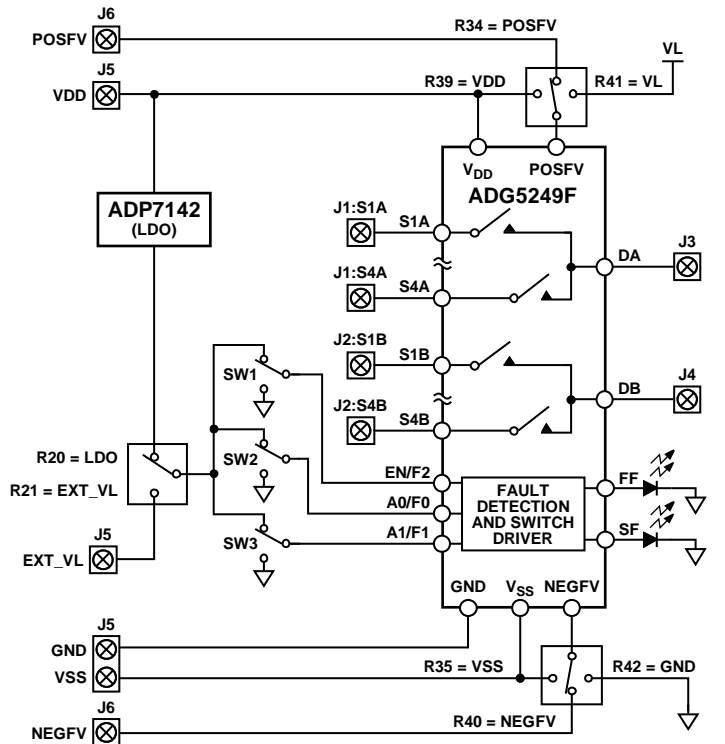 J6
POSFV
R34 = POSFV
VL
J5
VDD
R39 = VDD
R41 = VL
VDD
POSFV
ADG5249F
ADP7142
(LDO)
J1:S1A
S1A
DA
J3
J1:S4A
S4A
J2:S1B
S1B
SW1
DB
J4
J2:S4B
S4B
R20 = LDO
SW2
EN/F2
FF
R21 = EXT_VL
A0/F0
FAULT
DETECTION
AND SWITCH
DRIVER
SW3
A1/F1
SF
J5
EXT_VL
GND
VSS
NEGFV
J5
GND
VSS
R35 = VSS
R42 = GND
J6
NEGFV
R40 = NEGFV